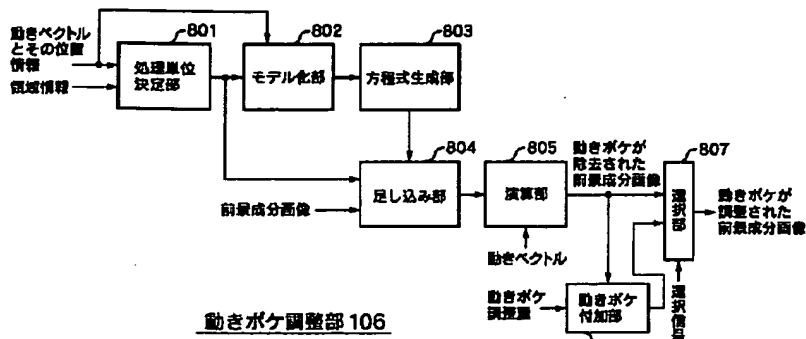 動きベクトル
とその位置
情報
領域情報
801
処理単位
決定部
802
モデル化部
803
方程式生成部
804
足し込み部
前景成分画像
805
演算部
動きベクトル
動きボケが
除去された
前景成分画像
807
選択部
動きボケが
調整された
前景成分画像
動きボケ
調整量
動きボケ
付加部
選択信号
動きボケ調整部 106